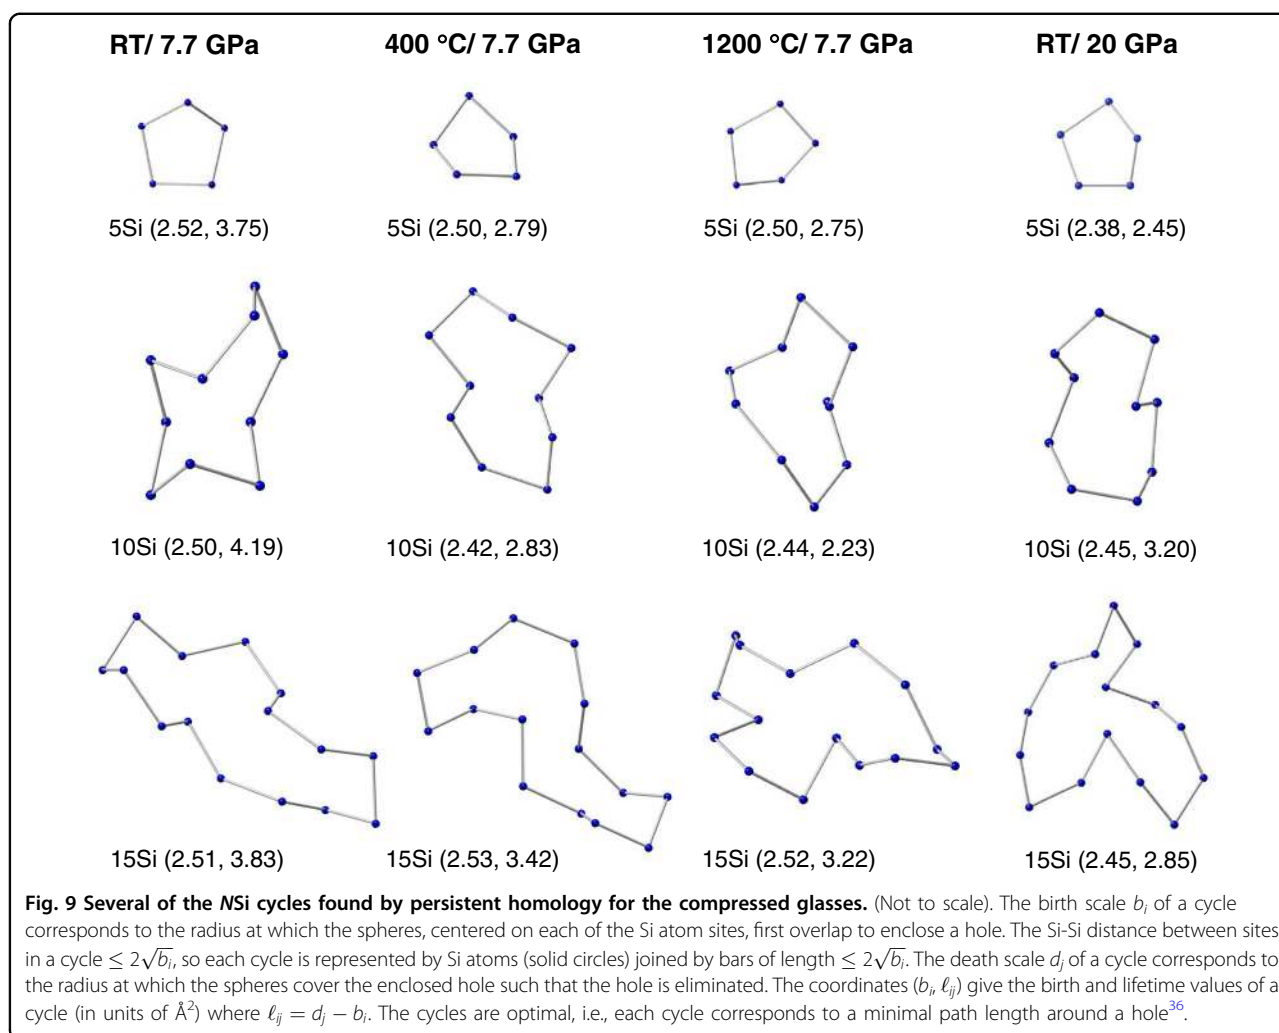 RT/ 7.7 GPa 400 °C/ 7.7 GPa 1200 °C/ 7.7 GPa RT/ 20 GPa
5Si (2.52, 3.75) 5Si (2.50, 2.79) 5Si (2.50, 2.75) 5Si (2.38, 2.45)
10Si (2.50, 4.19) 10Si (2.42, 2.83) 10Si (2.44, 2.23) 10Si (2.45, 3.20)
15Si (2.51, 3.83) 15Si (2.53, 3.42) 15Si (2.52, 3.22) 15Si (2.45, 2.85)
Fig. 9 Several of the NSi cycles found by persistent homology for the compressed glasses. (Not to scale). The birth scale bᵢ of a cycle
corresponds to the radius at which the spheres, centered on each of the Si atom sites, first overlap to enclose a hole. The Si-Si distance between sites
in a cycle ≤ 2√bᵢ, so each cycle is represented by Si atoms (solid circles) joined by bars of length ≤ 2√bᵢ. The death scale dⱼ of a cycle corresponds to
the radius at which the spheres cover the enclosed hole such that the hole is eliminated. The coordinates (bᵢ, ℓᵢⱼ) give the birth and lifetime values of a
cycle (in units of Å²) where ℓᵢⱼ = dⱼ − bᵢ. The cycles are optimal, i.e., each cycle corresponds to a minimal path length around a hole³⁶.